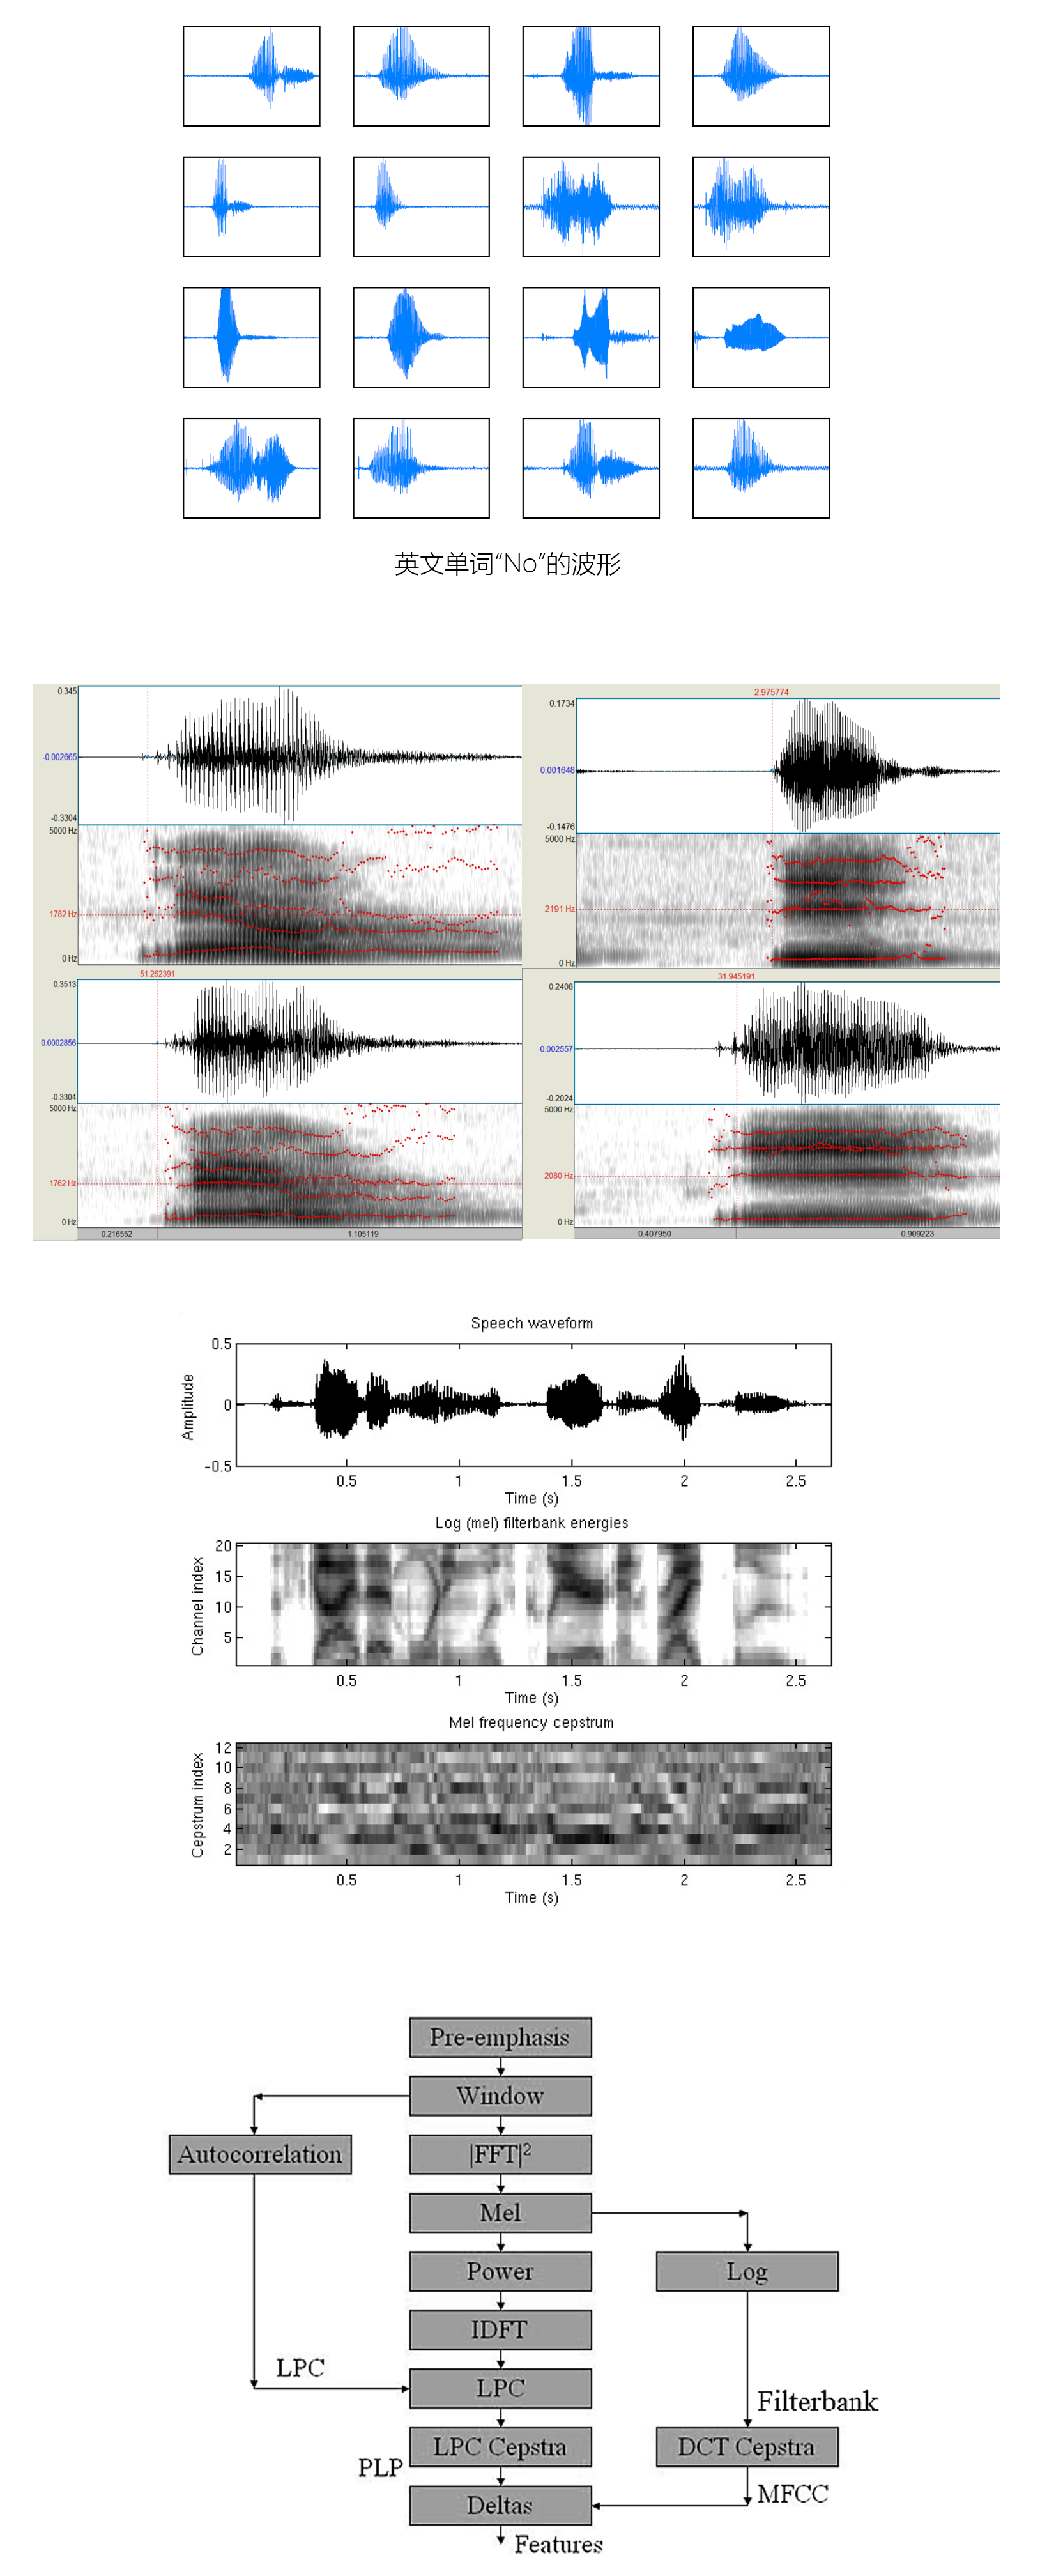 英文单词“No”的波形
0.345
-0.002665
-0.3304
5000 Hz
1782 Hz
0 Hz
2.975774
0.1734
0.001648
-0.1476
5000 Hz
2191 Hz
0 Hz
51.262391
0.3513
0.0002856
-0.3304
5000 Hz
1762 Hz
0 Hz
0.216552
1.105119
31.945191
0.2408
-0.002557
-0.2024
5000 Hz
2080 Hz
0 Hz
0.407950
0.909223
Speech waveform
Amplitude
0.5
0
-0.5
0.5 1 1.5 2 2.5
Time (s)
Log (mel) filterbank energies
Channel index
20
15
10
5
0.5 1 1.5 2 2.5
Time (s)
Mel frequency cepstrum
Cepstrum index
12
10
8
6
4
2
0.5 1 1.5 2 2.5
Time (s)
Pre-emphasis
Window
Autocorrelation
|FFT|²
Mel
Power
Log
IDFT
LPC
LPC
Filterbank
LPC Cepstra
DCT Cepstra
PLP
MFCC
Deltas
Features